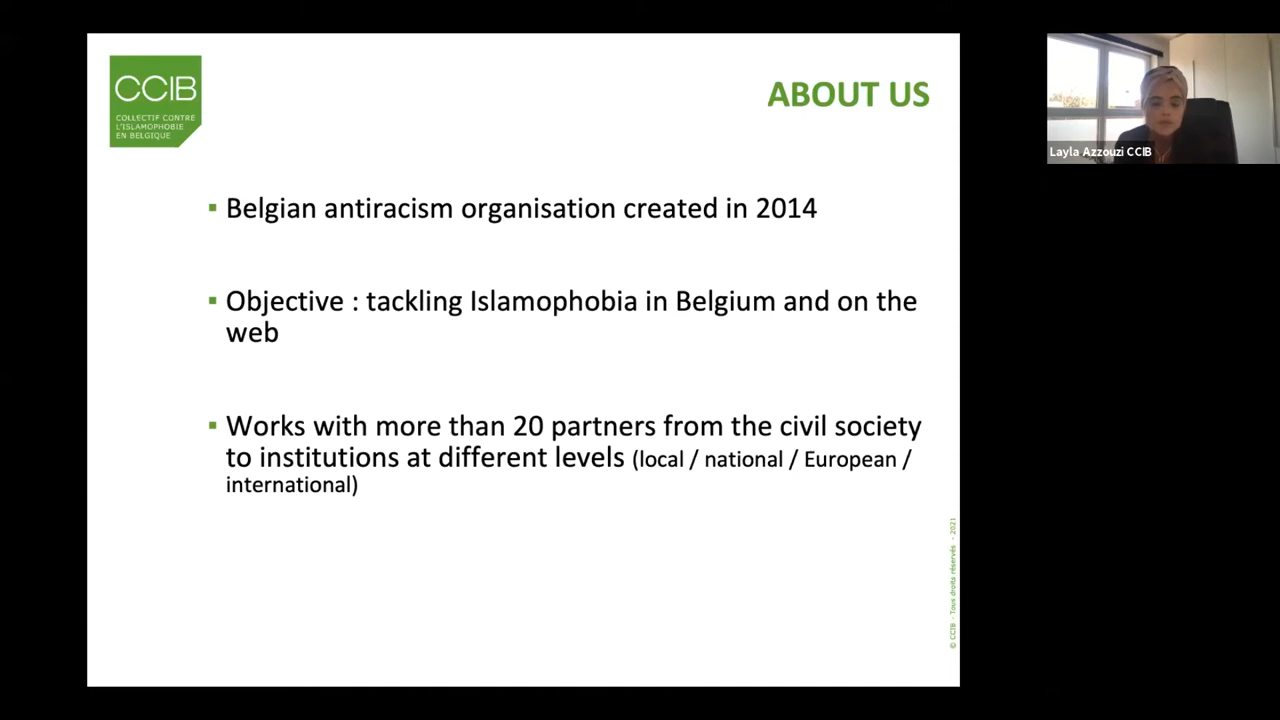 CCIB
COLLECTIF CONTRE
L'ISLAMOPHOBIE
EN BELGIQUE
ABOUT US
Belgian antiracism organisation created in 2014
Objective : tackling Islamophobia in Belgium and on the
web
Works with more than 20 partners from the civil society
to institutions at different levels (local / national / European /
international)
© CCIB - Tous droits réservés - 2021
Layla Azzouzi CCIB